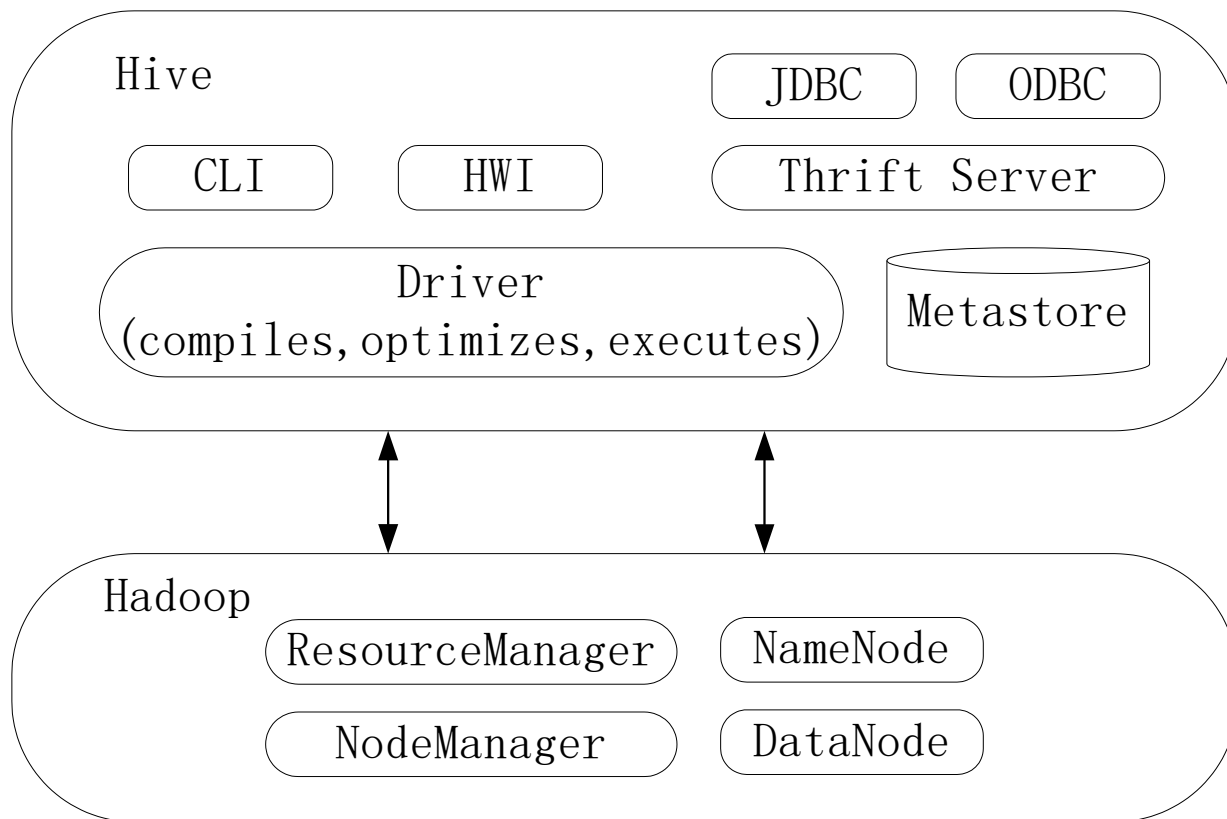 Hive
JDBC
ODBC
CLI
HWI
Thrift Server
Driver
(compiles,optimizes,executes)
Metastore
Hadoop
ResourceManager
NameNode
NodeManager
DataNode